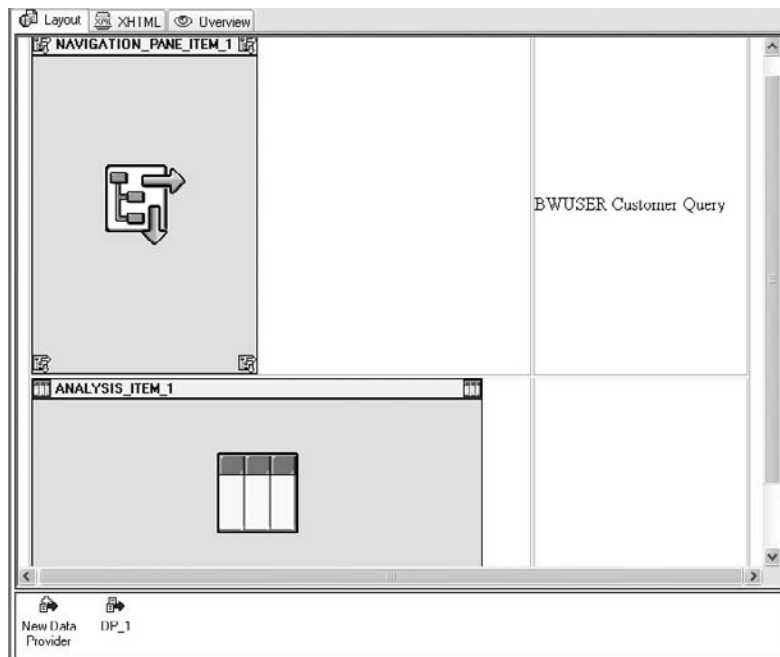 Layout XHTML Overview
NAVIGATION_PANE_ITEM_1
BWUSER Customer Query
ANALYSIS_ITEM_1
New Data
Provider
DP_1